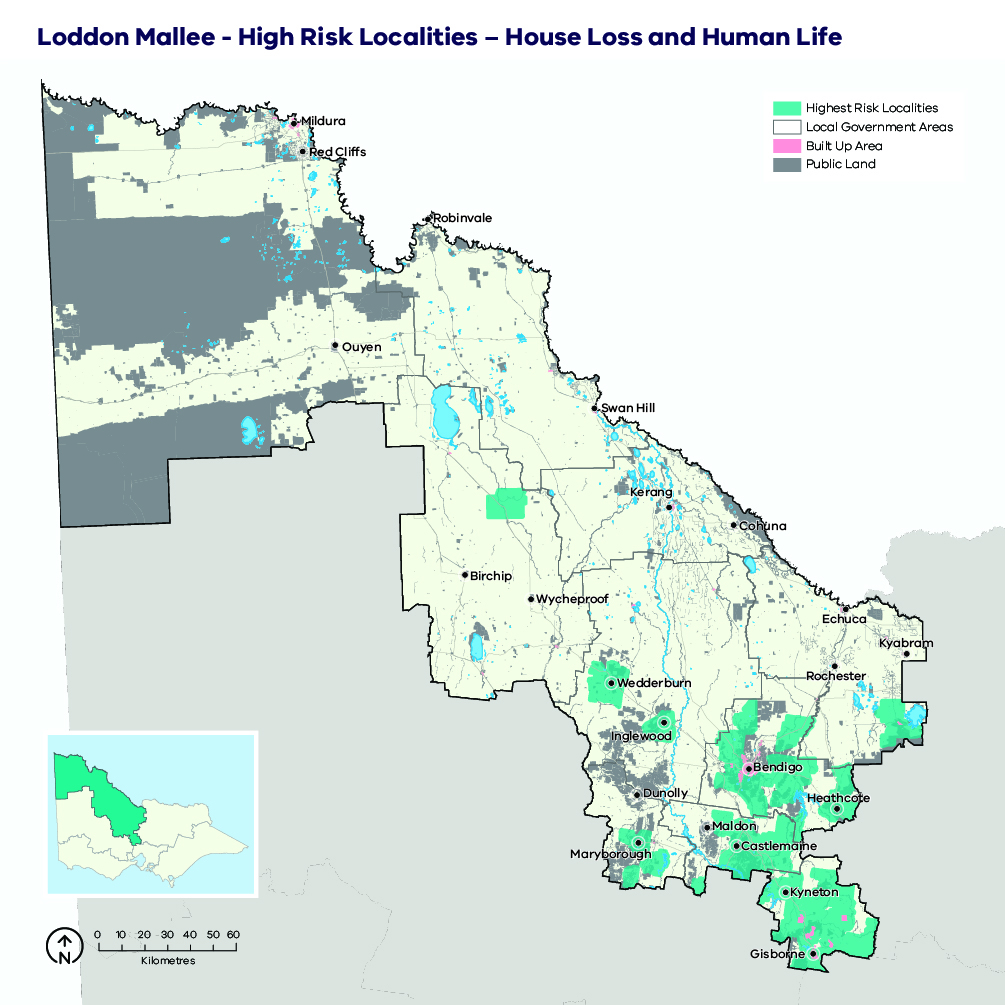 Loddon Mallee - High Risk Localities – House Loss and Human Life
Highest Risk Localities
Local Government Areas
Built Up Area
Public Land
Mildura
Red Cliffs
Robinvale
Ouyen
Swan Hill
Kerang
Cohuna
Birchip
Wycheproof
Echuca
Kyabram
Rochester
Wedderburn
Inglewood
Bendigo
Dunolly
Heathcote
Maldon
Castlemaine
Maryborough
Kyneton
Gisborne
N
0 10 20 30 40 50 60
Kilometres